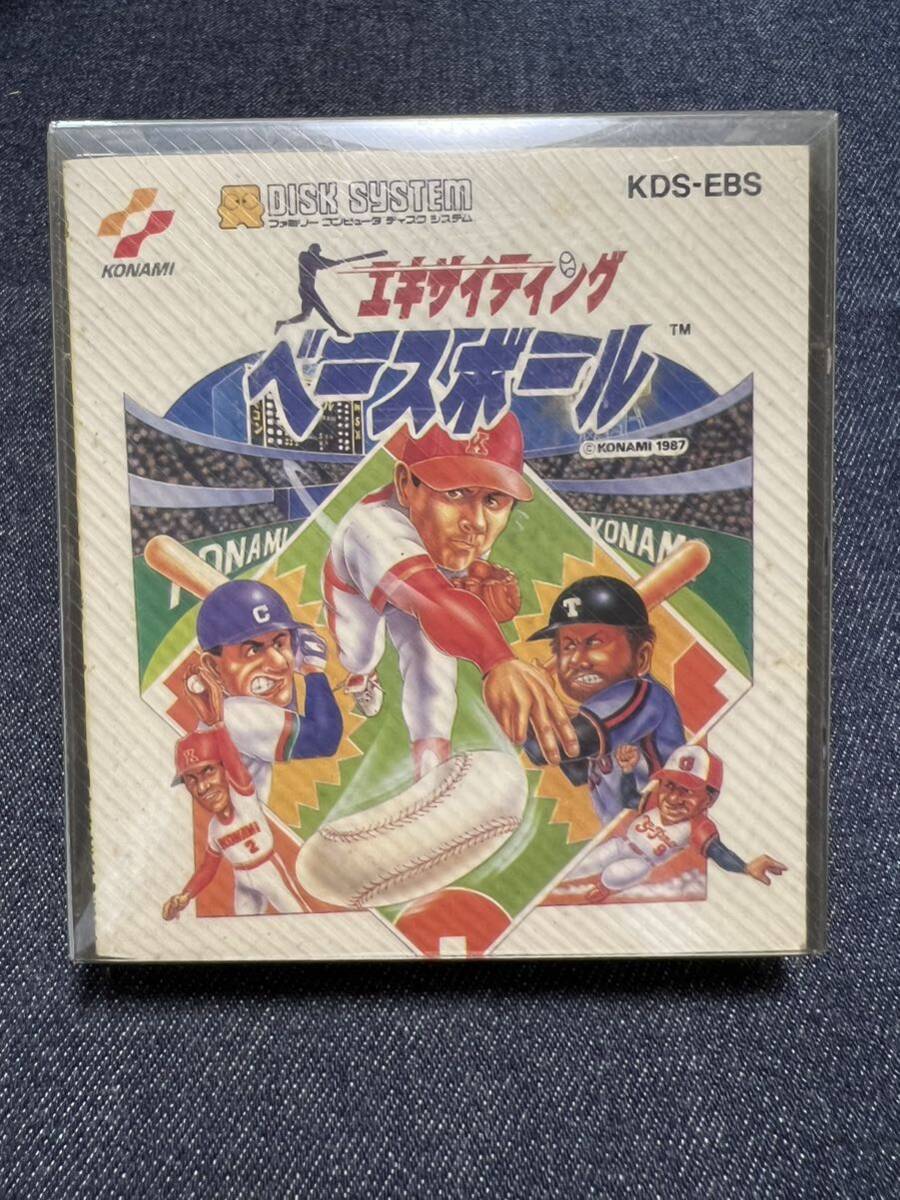 KONAMI
DISK SYSTEM
ファミリー コンピュータ ディスク システム
KDS-EBS
エキサイティング
ベースボール
TM
©KONAMI 1987
KONAMI
KONAMI
C
K
T
K
KONAMI
2